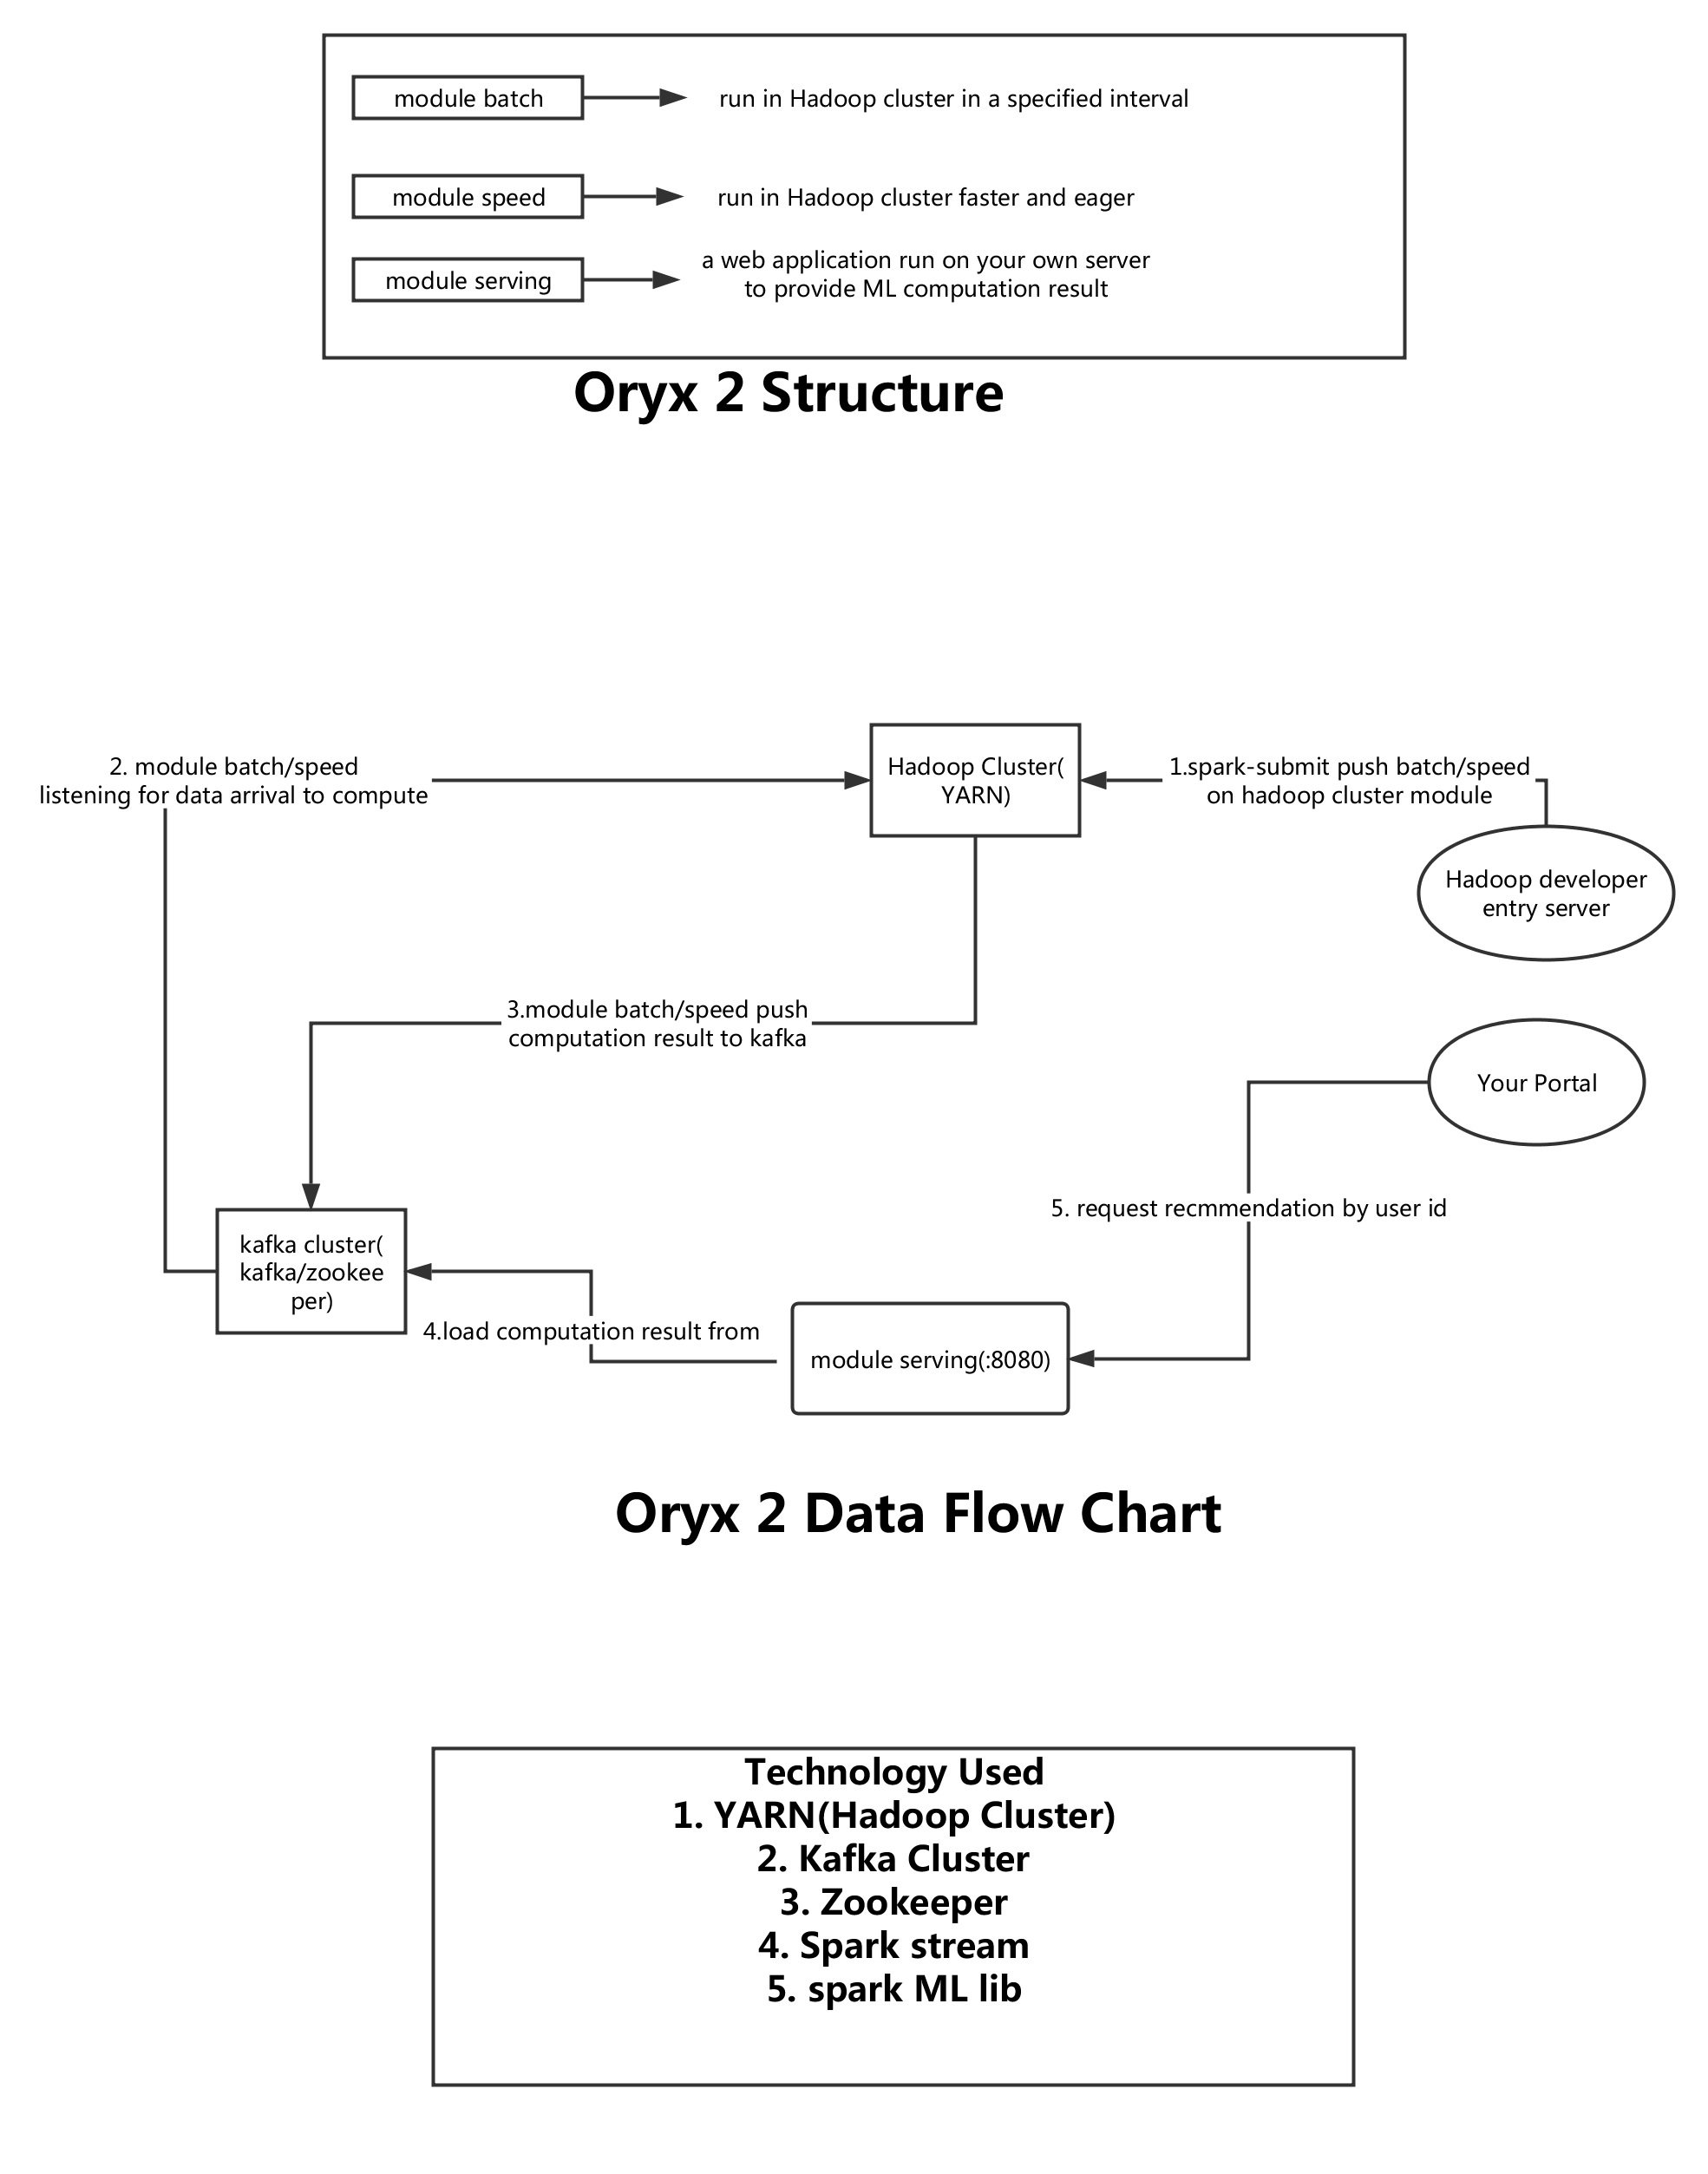 module batch
run in Hadoop cluster in a specified interval
module speed
run in Hadoop cluster faster and eager
module serving
a web application run on your own server
to provide ML computation result
Oryx 2 Structure
2. module batch/speed
listening for data arrival to compute
Hadoop Cluster(
YARN)
1.spark-submit push batch/speed
on hadoop cluster module
Hadoop developer
entry server
3.module batch/speed push
computation result to kafka
Your Portal
5. request recmmendation by user id
kafka cluster(
kafka/zookee
per)
4.load computation result from
module serving(:8080)
Oryx 2 Data Flow Chart
Technology Used
1. YARN(Hadoop Cluster)
2. Kafka Cluster
3. Zookeeper
4. Spark stream
5. spark ML lib